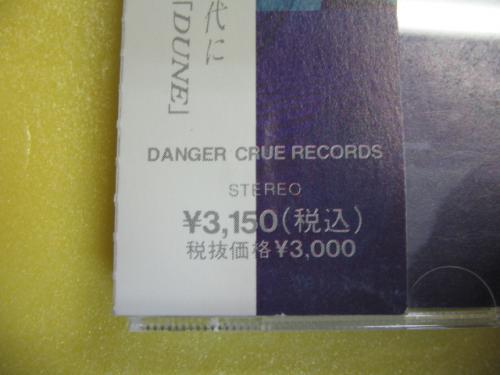 代に
「DUNE」
DANGER CRUE RECORDS
STEREO
¥3,150(税込)
税抜価格¥3,000